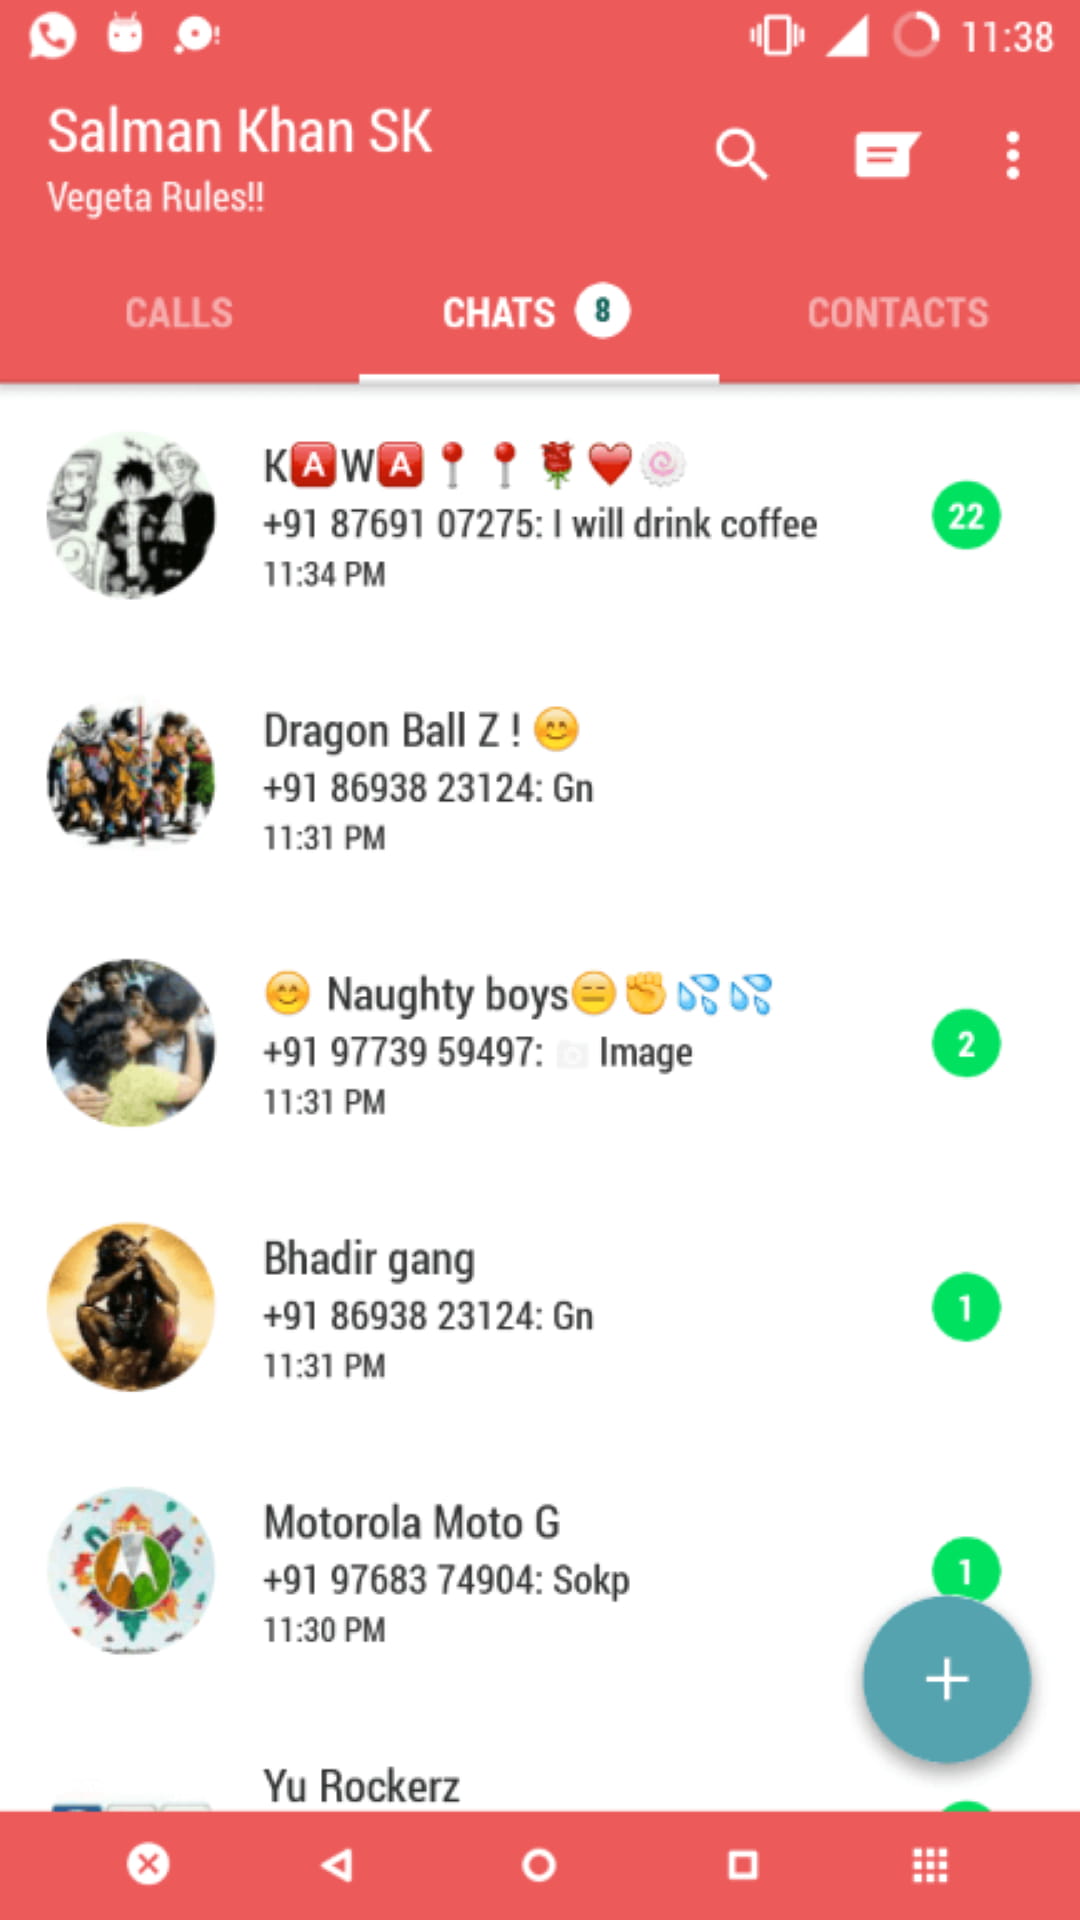 11:38
Salman Khan SK
Vegeta Rules!!
CALLS
CHATS 8
CONTACTS
K🅰W🅰📍📍🌹❤🍥
+91 87691 07275: I will drink coffee
22
11:34 PM
Dragon Ball Z ! 😊
+91 86938 23124: Gn
11:31 PM
😊 Naughty boys😑✊💦💦
+91 97739 59497: 📷 Image
2
11:31 PM
Bhadir gang
+91 86938 23124: Gn
1
11:31 PM
Motorola Moto G
+91 97683 74904: Sokp
1
11:30 PM
Yu Rockerz